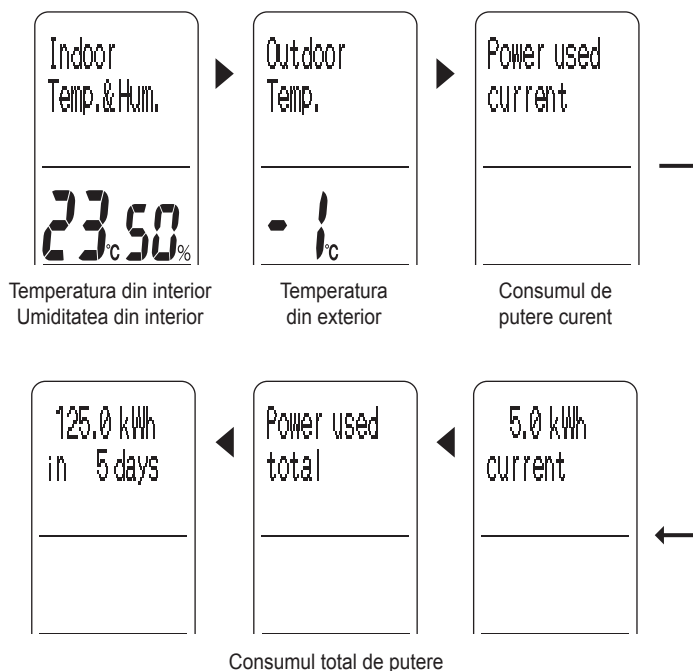 Indoor
Temp.&Hum.
23°C 50%
Temperatura din interior
Umiditatea din interior
Outdoor
Temp.
-1°C
Temperatura
din exterior
Power used
current
Consumul de
putere curent
5.0 kWh
current
Power used
total
125.0 kWh
in 5 days
Consumul total de putere